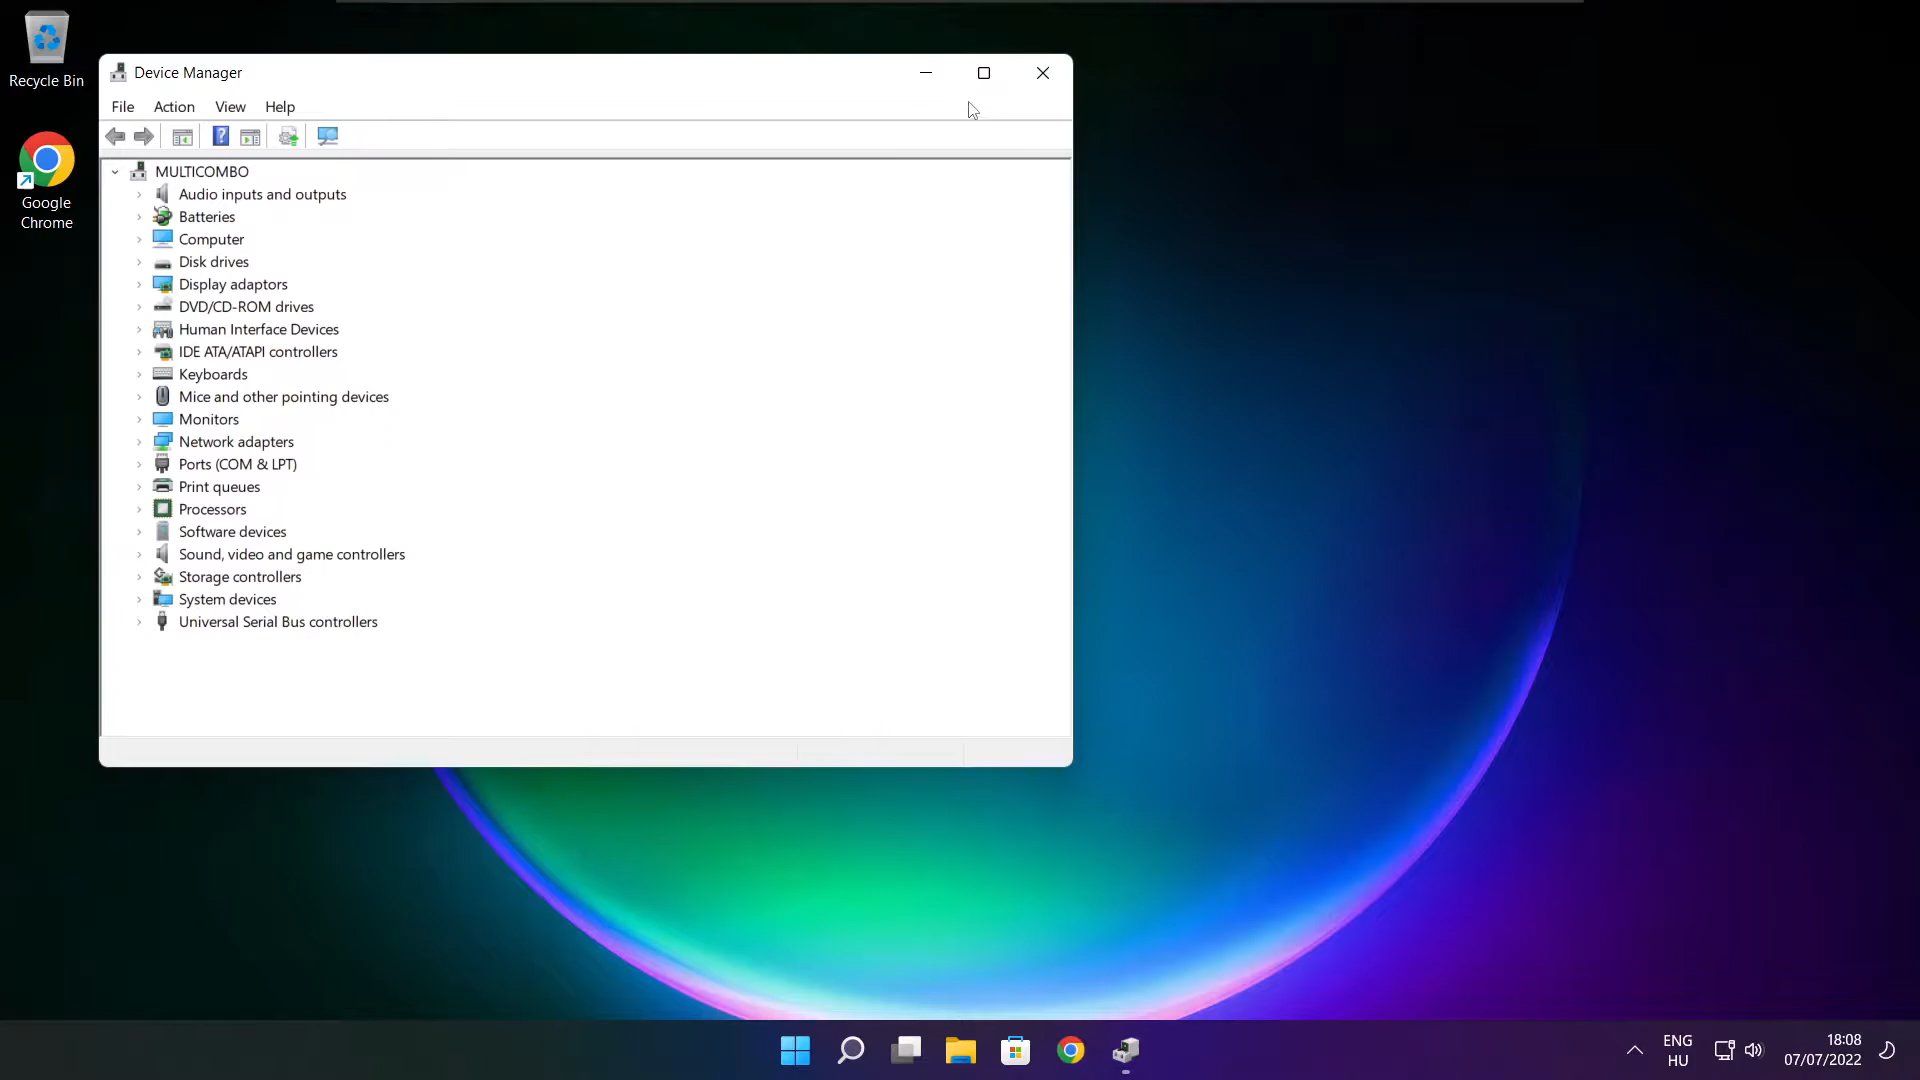 Recycle Bin
Google
Chrome
Device Manager
File Action View Help
MULTICOMBO
Audio inputs and outputs
Batteries
Computer
Disk drives
Display adaptors
DVD/CD-ROM drives
Human Interface Devices
IDE ATA/ATAPI controllers
Keyboards
Mice and other pointing devices
Monitors
Network adapters
Ports (COM & LPT)
Print queues
Processors
Software devices
Sound, video and game controllers
Storage controllers
System devices
Universal Serial Bus controllers
ENG
HU
18:08
07/07/2022